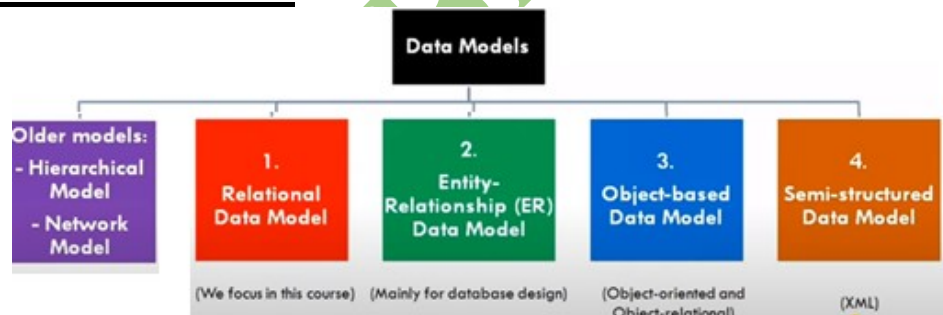 Data Models
Older models:
- Hierarchical
Model
- Network
Model
1.
Relational
Data Model
2.
Entity-
Relationship (ER)
Data Model
3.
Object-based
Data Model
4.
Semi-structured
Data Model
(We focus in this course)
(Mainly for database design)
(Object-oriented and
Object-relational)
(XML)